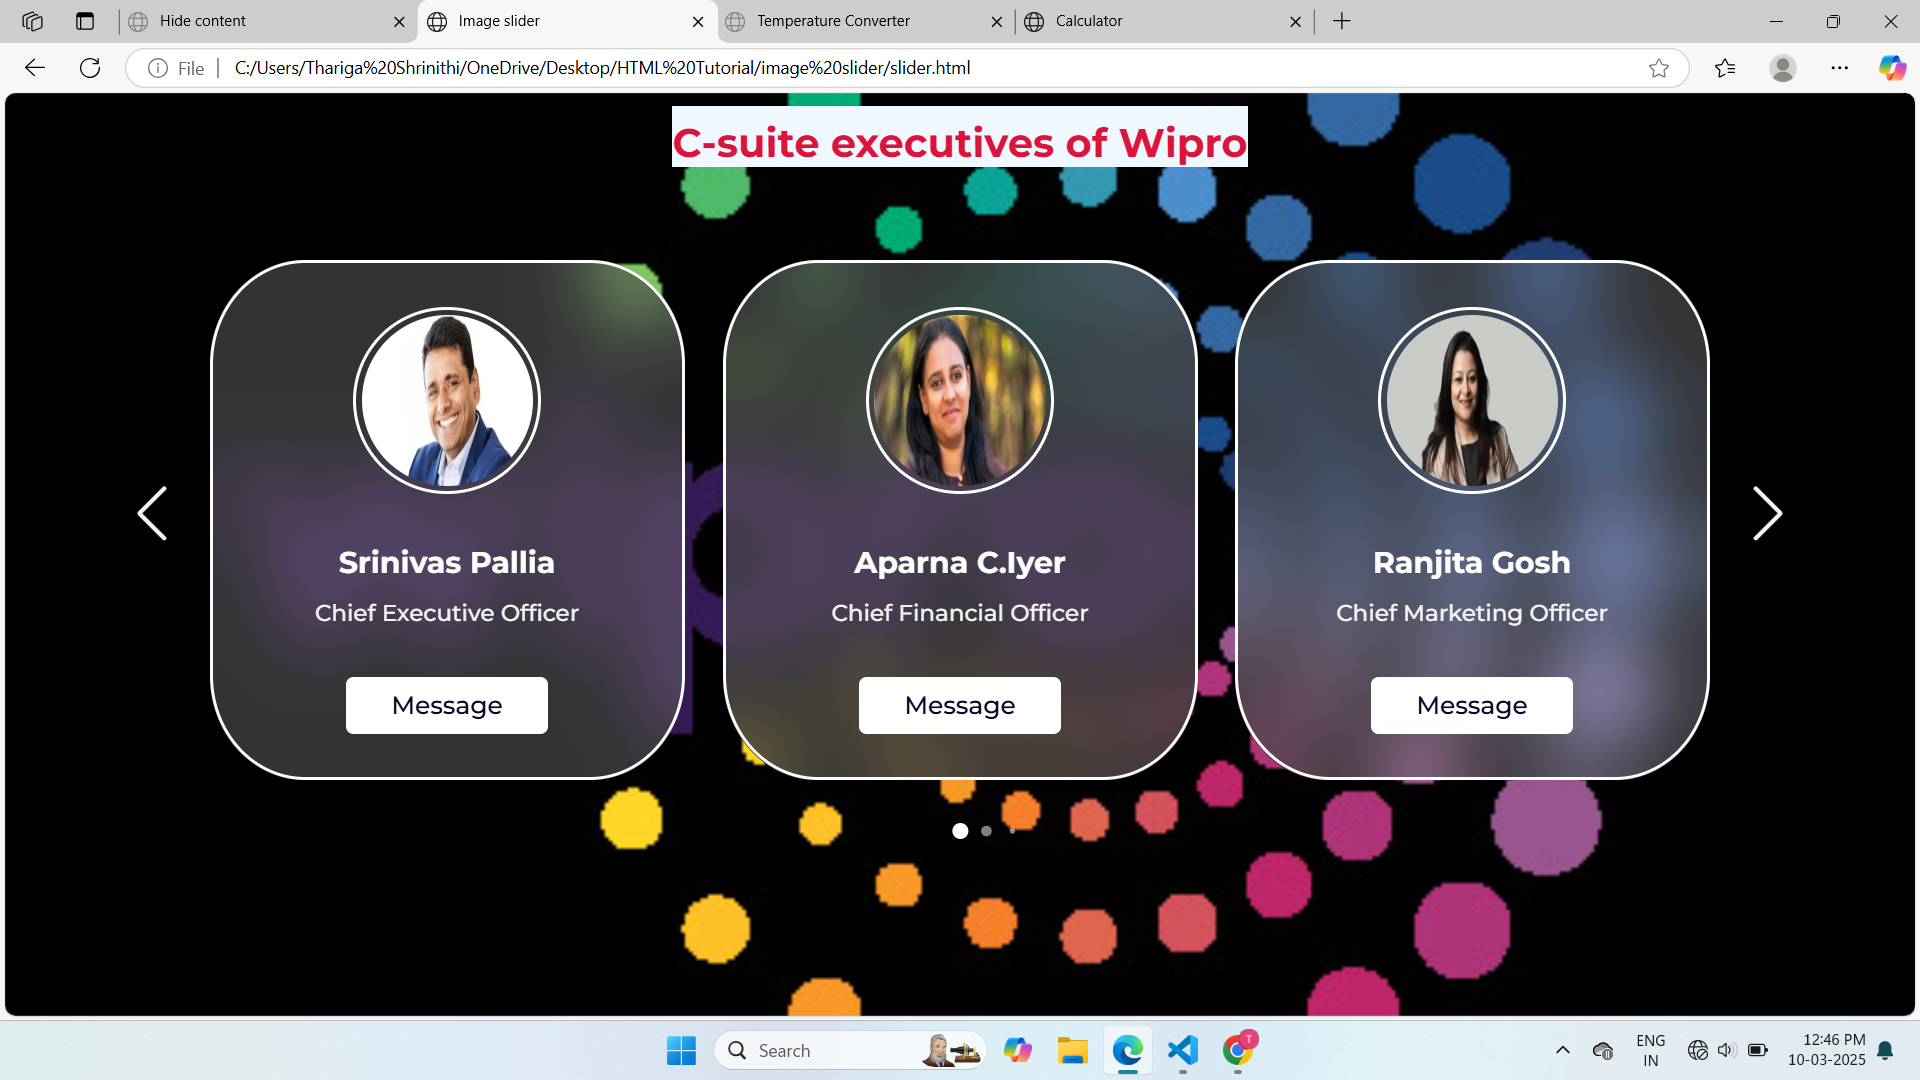 Hide content
Image slider
Temperature Converter
Calculator
File
C:/Users/Thariga%20Shrinithi/OneDrive/Desktop/HTML%20Tutorial/image%20slider/slider.html
C-suite executives of Wipro
Srinivas Pallia
Chief Executive Officer
Message
Aparna C.Iyer
Chief Financial Officer
Message
Ranjita Gosh
Chief Marketing Officer
Message
Search
T
ENG
IN
12:46 PM
10-03-2025